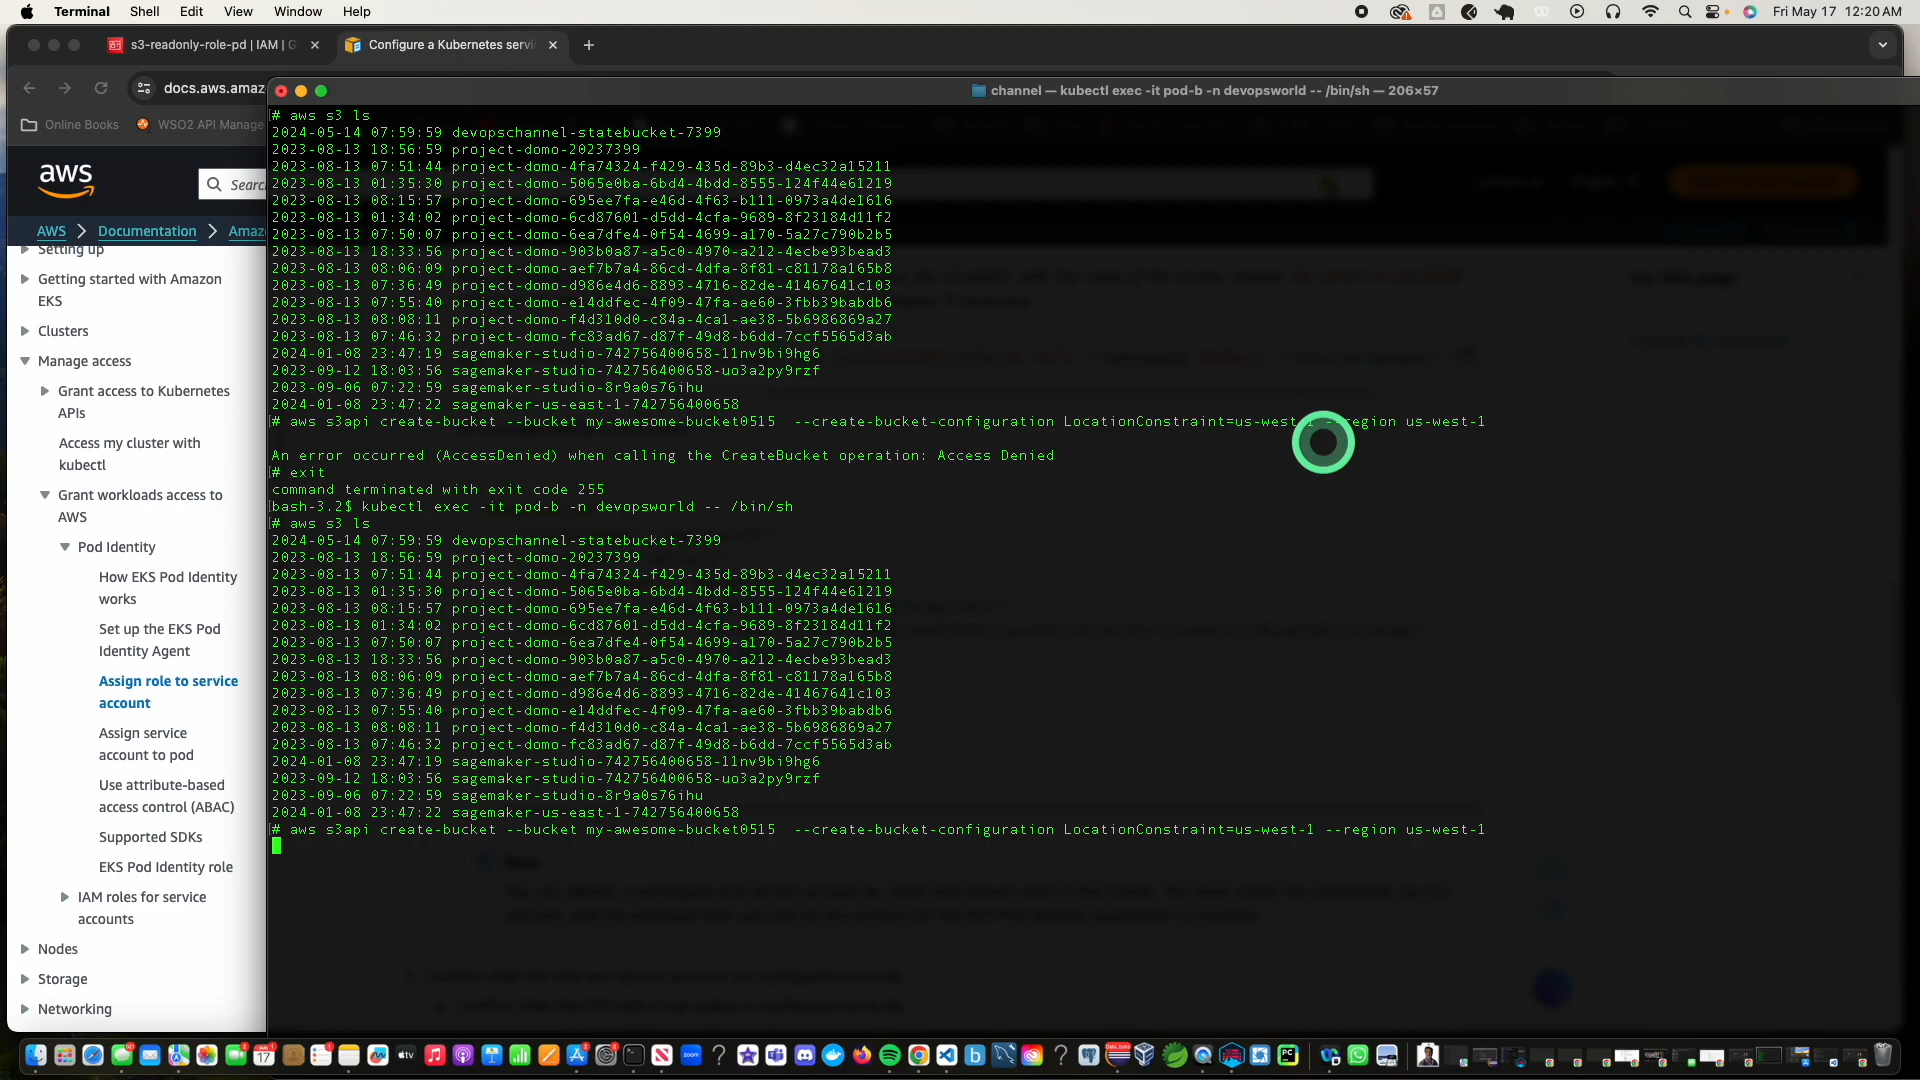 Terminal Shell Edit View Window Help
Fri May 17 12:20 AM
s3-readonly-role-pd | IAM | G
Configure a Kubernetes servi
docs.aws.amaz
channel — kubectl exec -it pod-b -n devopsworld -- /bin/sh — 206×57
Online Books
WSO2 API Manage
aws
Searc
AWS > Documentation > Amaz
Setting up
Getting started with Amazon
EKS
Clusters
Manage access
Grant access to Kubernetes
APIs
Access my cluster with
kubectl
Grant workloads access to
AWS
Pod Identity
How EKS Pod Identity
works
Set up the EKS Pod
Identity Agent
Assign role to service
account
Assign service
account to pod
Use attribute-based
access control (ABAC)
Supported SDKs
EKS Pod Identity role
IAM roles for service
accounts
Nodes
Storage
Networking
# aws s3 ls
2024-05-14 07:59:59 devopschannel-statebucket-7399
2023-08-13 18:56:59 project-domo-20237399
2023-08-13 07:51:44 project-domo-4fa74324-f429-435d-89b3-d4ec32a15211
2023-08-13 01:35:30 project-domo-5065e0ba-6bd4-4bdd-8555-124f44e61219
2023-08-13 08:15:57 project-domo-695ee7fa-e46d-4f63-b111-0973a4de1616
2023-08-13 01:34:02 project-domo-6cd87601-d5dd-4cfa-9689-8f23184d11f2
2023-08-13 07:50:07 project-domo-6ea7dfe4-0f54-4699-a170-5a27c790b2b5
2023-08-13 18:33:56 project-domo-903b0a87-a5c0-4970-a212-4ecbe93bead3
2023-08-13 08:06:09 project-domo-aef7b7a4-86cd-4dfa-8f81-c81178a165b8
2023-08-13 07:36:49 project-domo-d986e4d6-8893-4716-82de-41467641c103
2023-08-13 07:55:40 project-domo-e14ddfec-4f09-47fa-ae60-3fbb39babdb6
2023-08-13 08:08:11 project-domo-f4d310d0-c84a-4ca1-ae38-5b6986869a27
2023-08-13 07:46:32 project-domo-fc83ad67-d87f-49d8-b6dd-7ccf5565d3ab
2024-01-08 23:47:19 sagemaker-studio-742756400658-11nv9bi9hg6
2023-09-12 18:03:56 sagemaker-studio-742756400658-uo3a2py9rzf
2023-09-06 07:22:59 sagemaker-studio-8r9a0s76ihu
2024-01-08 23:47:22 sagemaker-us-east-1-742756400658
# aws s3api create-bucket --bucket my-awesome-bucket0515  --create-bucket-configuration LocationConstraint=us-west-1 --region us-west-1
An error occurred (AccessDenied) when calling the CreateBucket operation: Access Denied
# exit
command terminated with exit code 255
bash-3.2$ kubectl exec -it pod-b -n devopsworld -- /bin/sh
# aws s3 ls
2024-05-14 07:59:59 devopschannel-statebucket-7399
2023-08-13 18:56:59 project-domo-20237399
2023-08-13 07:51:44 project-domo-4fa74324-f429-435d-89b3-d4ec32a15211
2023-08-13 01:35:30 project-domo-5065e0ba-6bd4-4bdd-8555-124f44e61219
2023-08-13 08:15:57 project-domo-695ee7fa-e46d-4f63-b111-0973a4de1616
2023-08-13 01:34:02 project-domo-6cd87601-d5dd-4cfa-9689-8f23184d11f2
2023-08-13 07:50:07 project-domo-6ea7dfe4-0f54-4699-a170-5a27c790b2b5
2023-08-13 18:33:56 project-domo-903b0a87-a5c0-4970-a212-4ecbe93bead3
2023-08-13 08:06:09 project-domo-aef7b7a4-86cd-4dfa-8f81-c81178a165b8
2023-08-13 07:36:49 project-domo-d986e4d6-8893-4716-82de-41467641c103
2023-08-13 07:55:40 project-domo-e14ddfec-4f09-47fa-ae60-3fbb39babdb6
2023-08-13 08:08:11 project-domo-f4d310d0-c84a-4ca1-ae38-5b6986869a27
2023-08-13 07:46:32 project-domo-fc83ad67-d87f-49d8-b6dd-7ccf5565d3ab
2024-01-08 23:47:19 sagemaker-studio-742756400658-11nv9bi9hg6
2023-09-12 18:03:56 sagemaker-studio-742756400658-uo3a2py9rzf
2023-09-06 07:22:59 sagemaker-studio-8r9a0s76ihu
2024-01-08 23:47:22 sagemaker-us-east-1-742756400658
# aws s3api create-bucket --bucket my-awesome-bucket0515  --create-bucket-configuration LocationConstraint=us-west-1 --region us-west-1